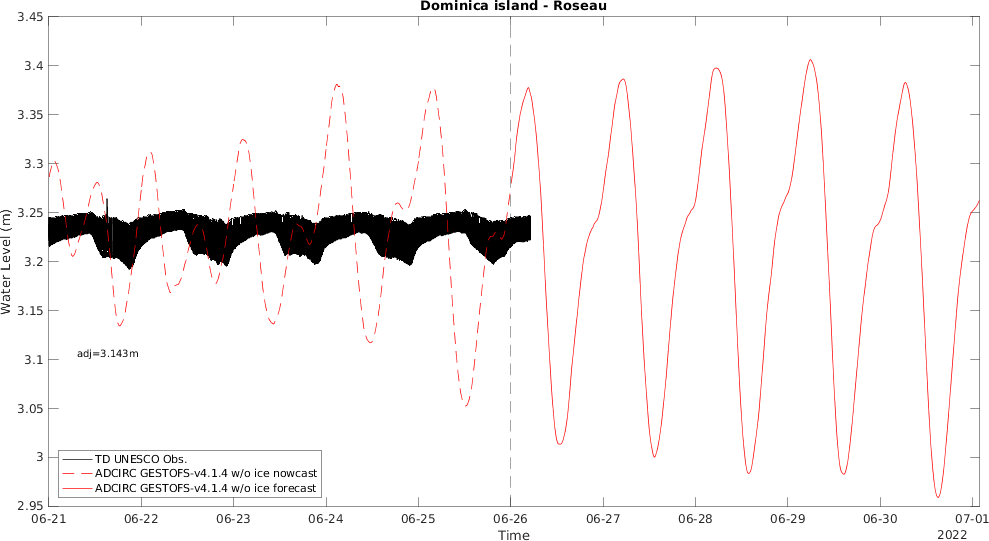 Dominica island - Roseau
3.45
3.4
3.35
3.3
3.25
3.2
3.15
3.1
3.05
3
2.95
Water Level (m)
adj=3.143m
TD UNESCO Obs.
ADCIRC GESTOFS-v4.1.4 w/o ice nowcast
ADCIRC GESTOFS-v4.1.4 w/o ice forecast
06-21 06-22 06-23 06-24 06-25 06-26 06-27 06-28 06-29 06-30 07-01
Time
2022